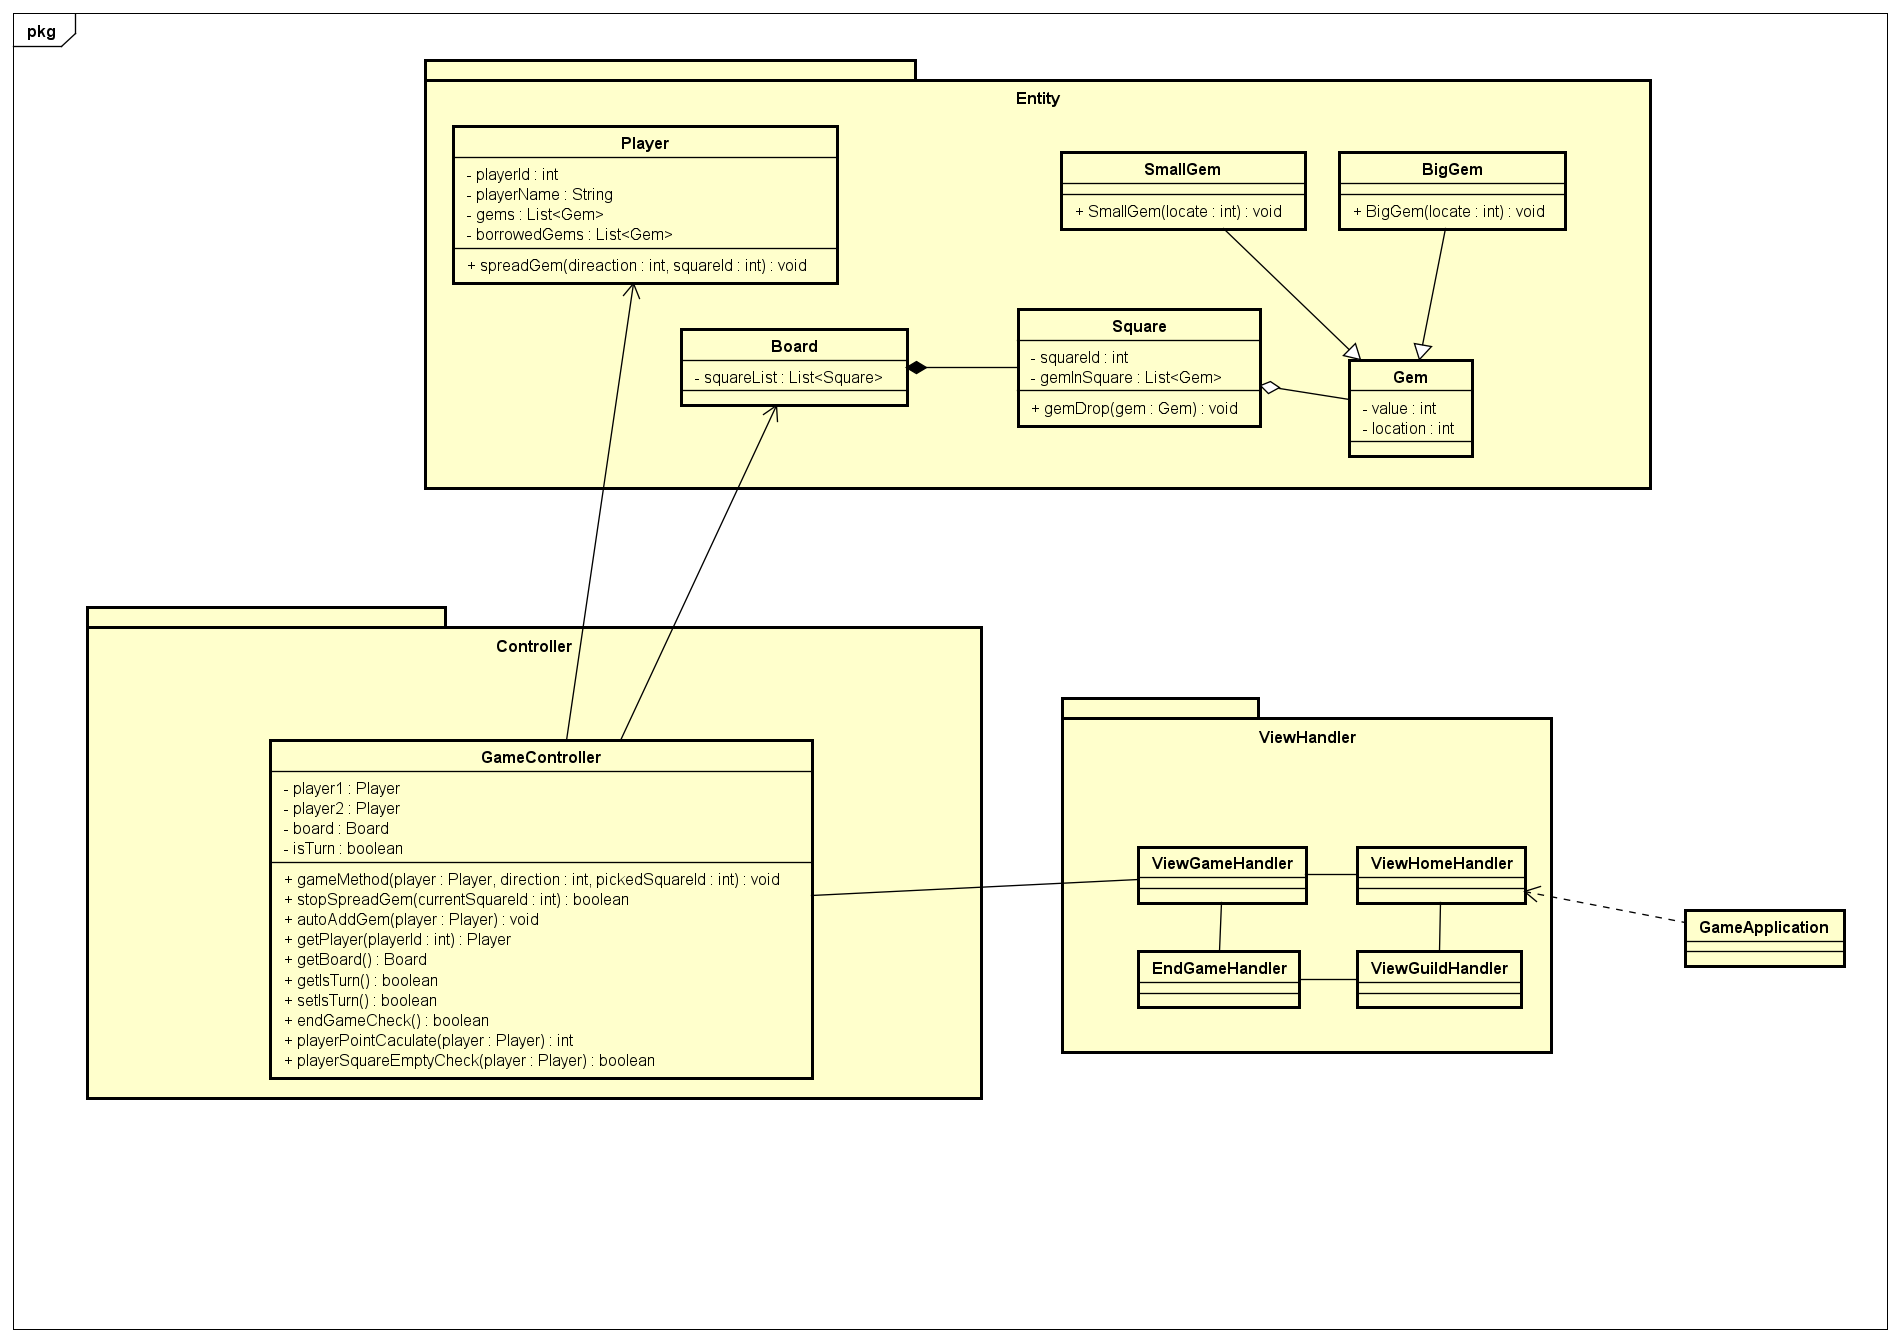 pkg
Entity
Player
- playerId : int
- playerName : String
- gems : List<Gem>
- borrowedGems : List<Gem>
+ spreadGem(direaction : int, squareId : int) : void
SmallGem
+ SmallGem(locate : int) : void
BigGem
+ BigGem(locate : int) : void
Board
- squareList : List<Square>
Square
- squareId : int
- gemInSquare : List<Gem>
+ gemDrop(gem : Gem) : void
Gem
- value : int
- location : int
Controller
GameController
- player1 : Player
- player2 : Player
- board : Board
- isTurn : boolean
+ gameMethod(player : Player, direction : int, pickedSquareId : int) : void
+ stopSpreadGem(currentSquareId : int) : boolean
+ autoAddGem(player : Player) : void
+ getPlayer(playerId : int) : Player
+ getBoard() : Board
+ getIsTurn() : boolean
+ setIsTurn() : boolean
+ endGameCheck() : boolean
+ playerPointCaculate(player : Player) : int
+ playerSquareEmptyCheck(player : Player) : boolean
ViewHandler
ViewGameHandler
ViewHomeHandler
EndGameHandler
ViewGuildHandler
GameApplication